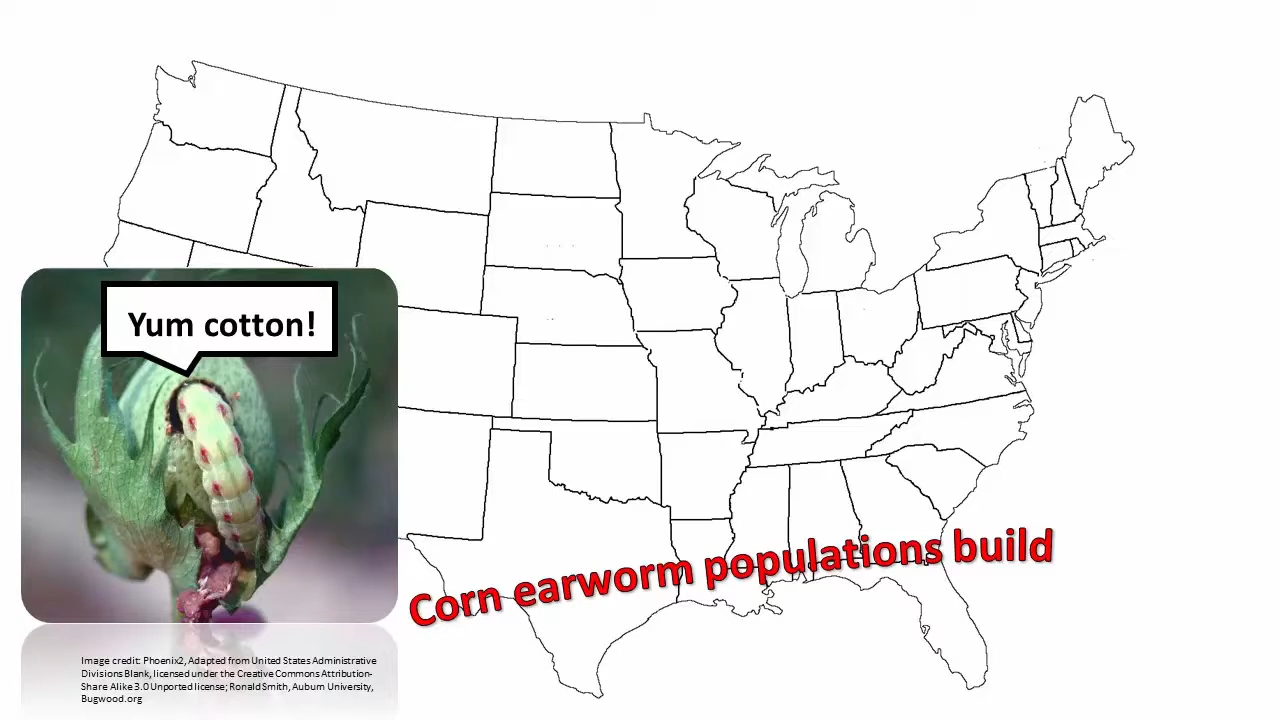 Yum cotton!
Corn earworm populations build
Image credit: Phoenix2, Adapted from United States Administrative
Divisions Blank, licensed under the Creative Commons Attribution-
Share Alike 3.0 Unported license; Ronald Smith, Auburn University,
Bugwood.org